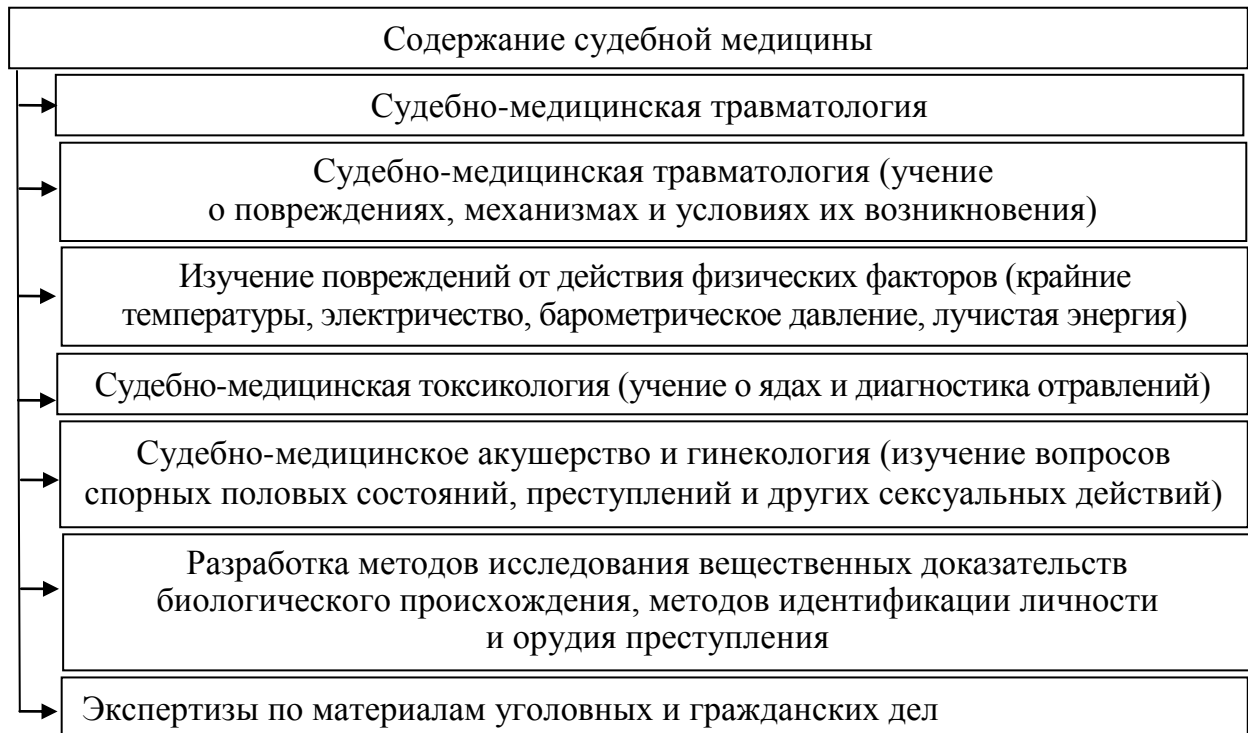 Содержание судебной медицины
Судебно-медицинская травматология
Судебно-медицинская травматология (учение
о повреждениях, механизмах и условиях их возникновения)
Изучение повреждений от действия физических факторов (крайние
температуры, электричество, барометрическое давление, лучистая энергия)
Судебно-медицинская токсикология (учение о ядах и диагностика отравлений)
Судебно-медицинское акушерство и гинекология (изучение вопросов
спорных половых состояний, преступлений и других сексуальных действий)
Разработка методов исследования вещественных доказательств
биологического происхождения, методов идентификации личности
и орудия преступления
Экспертизы по материалам уголовных и гражданских дел